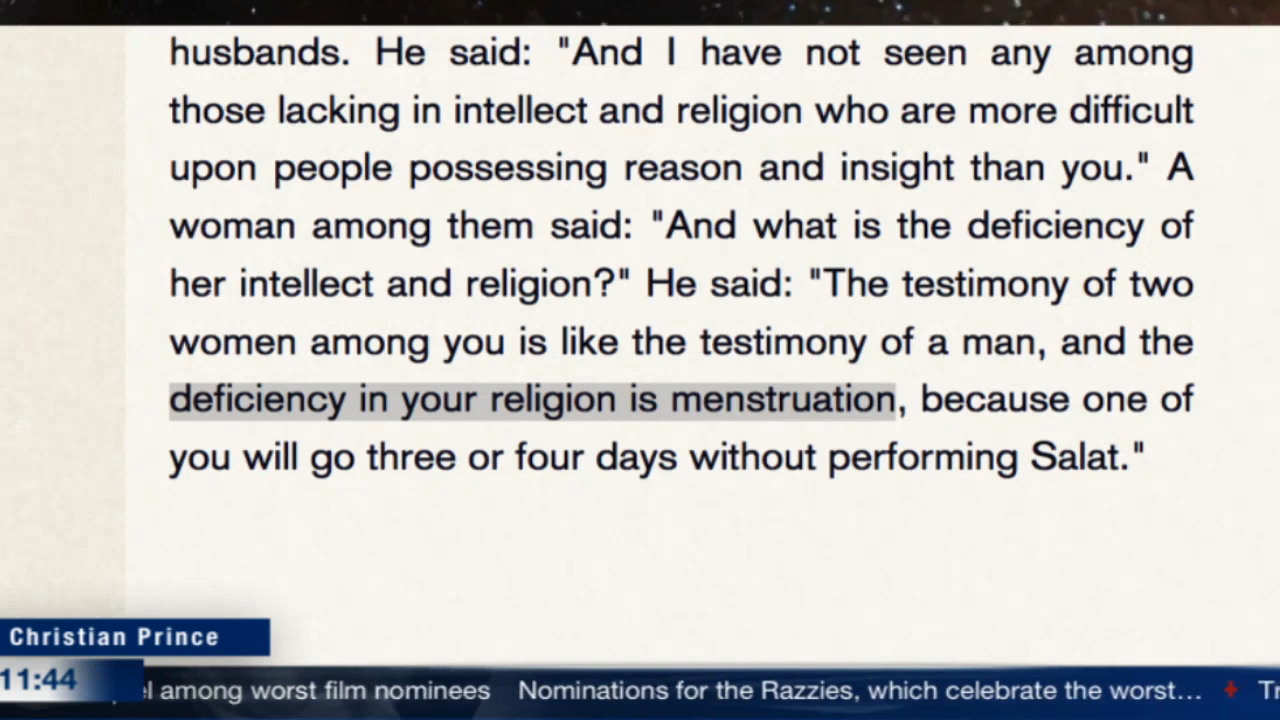 husbands. He said: "And I have not seen any among
those lacking in intellect and religion who are more difficult
upon people possessing reason and insight than you." A
woman among them said: "And what is the deficiency of
her intellect and religion?" He said: "The testimony of two
women among you is like the testimony of a man, and the
deficiency in your religion is menstruation, because one of
you will go three or four days without performing Salat."
Christian Prince
11:44
among worst film nominees Nominations for the Razzies, which celebrate the worst...